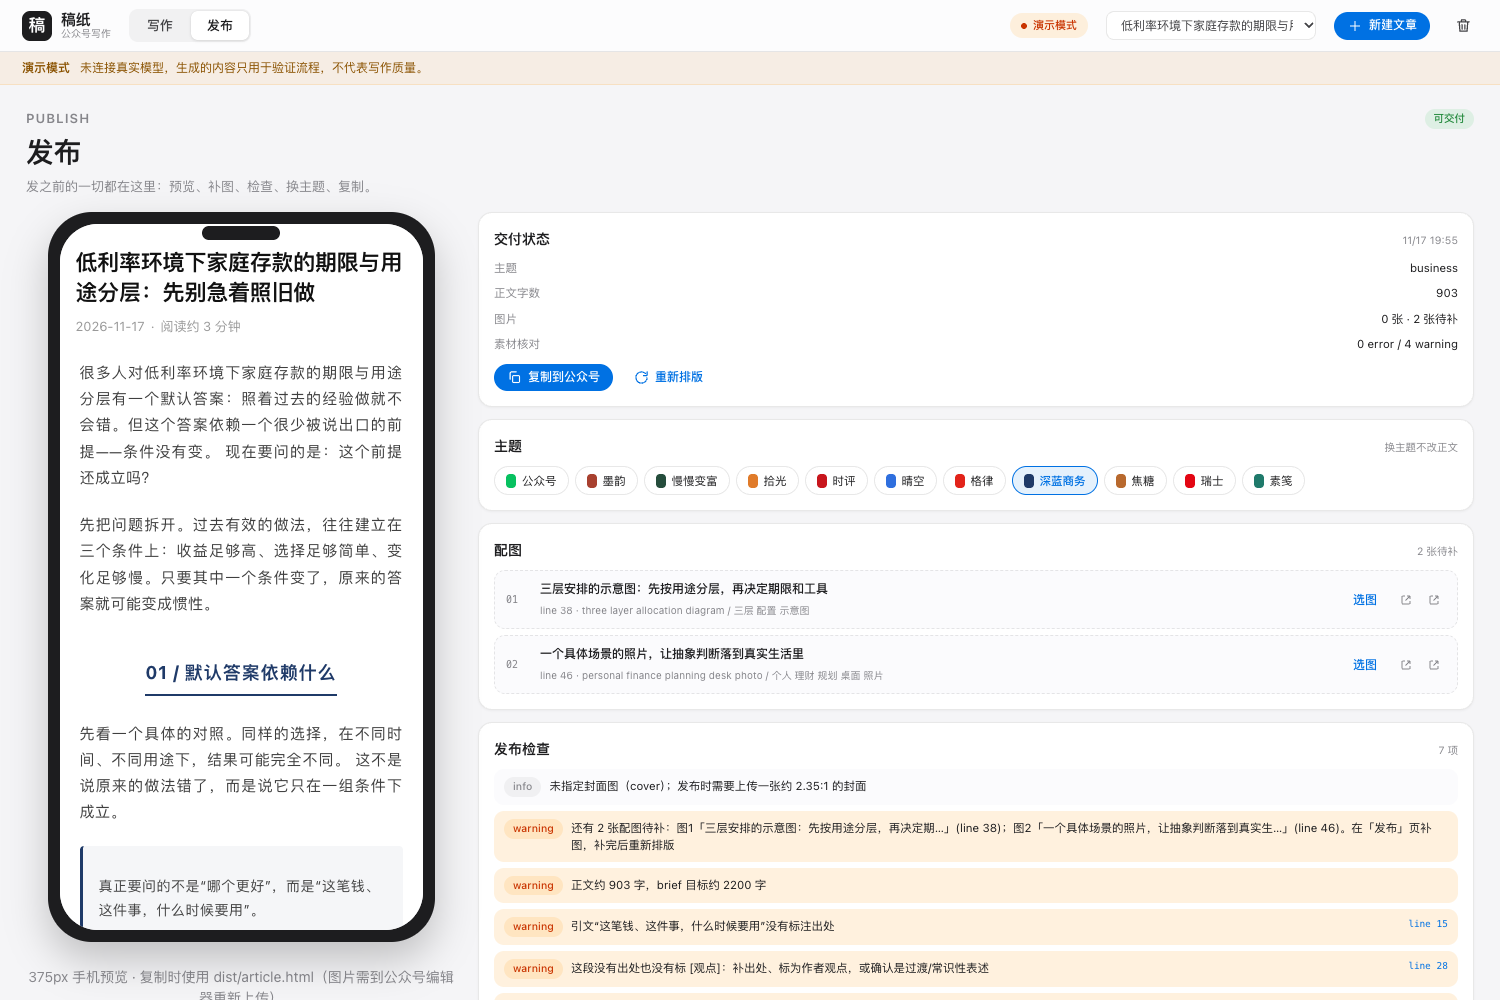 稿
稿纸
公众号写作
写作
发布
演示模式
低利率环境下家庭存款的期限与
新建文章
演示模式 未连接真实模型，生成的内容只用于验证流程，不代表写作质量。
PUBLISH
可交付
发布
发之前的一切都在这里：预览、补图、检查、换主题、复制。
低利率环境下家庭存款的期限与用
途分层：先别急着照旧做
2026-11-17 · 阅读约 3 分钟
很多人对低利率环境下家庭存款的期限与用途
分层有一个默认答案：照着过去的经验做就不
会错。但这个答案依赖一个很少被说出口的前
提——条件没有变。 现在要问的是：这个前提
还成立吗?
先把问题拆开。过去有效的做法，往往建立在
三个条件上：收益足够高、选择足够简单、变
化足够慢。只要其中一个条件变了，原来的答
案就可能变成惯性。
01 / 默认答案依赖什么
先看一个具体的对照。同样的选择，在不同时
间、不同用途下，结果可能完全不同。 这不是
说原来的做法错了，而是说它只在一组条件下
成立。
真正要问的不是“哪个更好”，而是“这笔钱、
这件事，什么时候要用”。
375px 手机预览 · 复制时使用 dist/article.html（图片需到公众号编辑
器重新上传）
交付状态
11/17 19:55
主题
business
正文字数
903
图片
0 张 · 2 张待补
素材核对
0 error / 4 warning
复制到公众号
重新排版
主题
换主题不改正文
公众号
墨韵
慢慢变富
拾光
时评
晴空
格律
深蓝商务
焦糖
瑞士
素笺
配图
2 张待补
01
三层安排的示意图：先按用途分层，再决定期限和工具
line 38 · three layer allocation diagram / 三层 配置 示意图
选图
02
一个具体场景的照片，让抽象判断落到真实生活里
line 46 · personal finance planning desk photo / 个人 理财 规划 桌面 照片
选图
发布检查
7 项
info 未指定封面图（cover）；发布时需要上传一张约 2.35:1 的封面
warning 还有 2 张配图待补：图1「三层安排的示意图：先按用途分层，再决定期…」(line 38)；图2「一个具体场景的照片，让抽象判断落到真实生…」(line 46)。在「发布」页补
图，补完后重新排版
warning 正文约 903 字，brief 目标约 2200 字
warning 引文“这笔钱、这件事，什么时候要用”没有标注出处 line 15
warning 这段没有出处也没有标 [观点]：补出处、标为作者观点，或确认是过渡/常识性表述 line 28